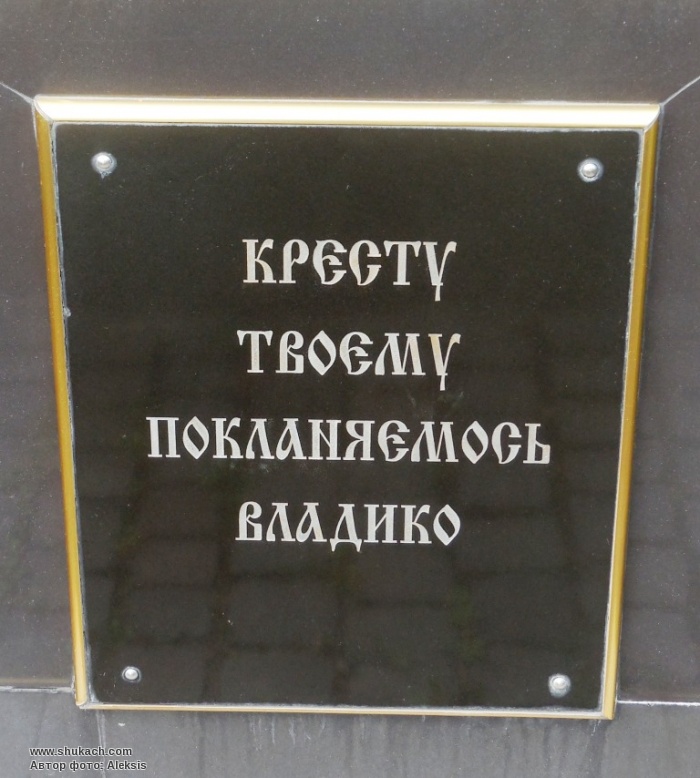 КРЕСТУ
ТВОЕМУ
ПОКЛАНЯЕМОСЬ
ВЛАДИКО
www.shukach.com
Автор фото: Aleksis